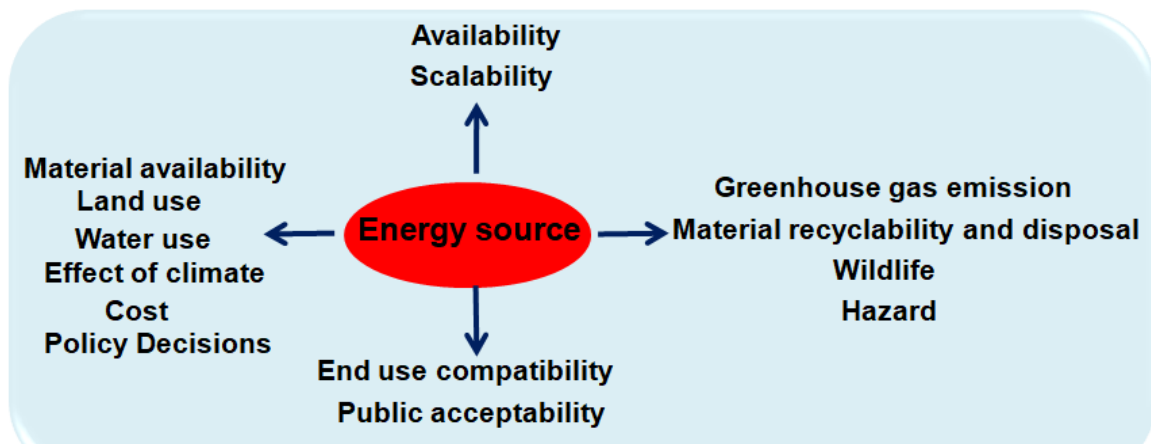 Availability
Scalability
Material availability
Land use
Water use
Effect of climate
Cost
Policy Decisions
Energy source
Greenhouse gas emission
Material recyclability and disposal
Wildlife
Hazard
End use compatibility
Public acceptability